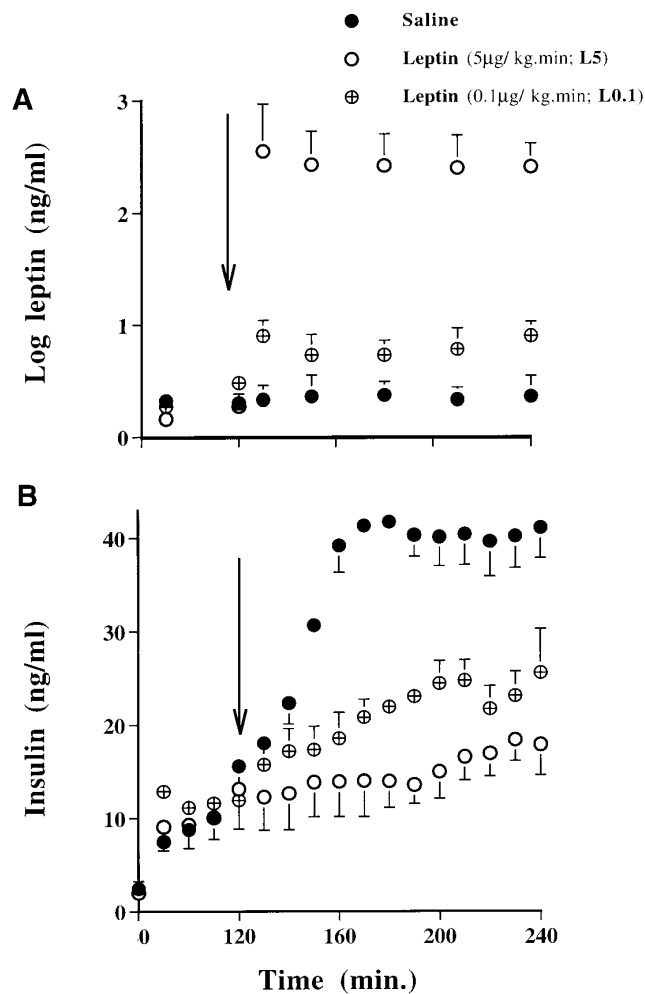 Saline
Leptin (5µg/ kg.min; L5)
Leptin (0.1µg/ kg.min; L0.1)
A
3
2
1
0
Log leptin (ng/ml)
B
40
30
20
10
0
Insulin (ng/ml)
0 120 160 200 240
Time (min.)